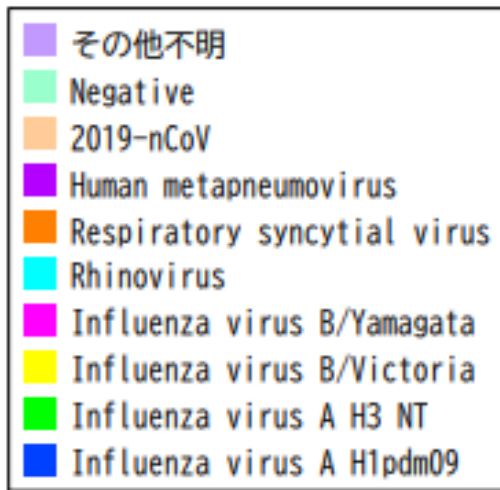 その他不明
Negative
2019-nCoV
Human metapneumovirus
Respiratory syncytial virus
Rhinovirus
Influenza virus B/Yamagata
Influenza virus B/Victoria
Influenza virus A H3 NT
Influenza virus A H1pdm09